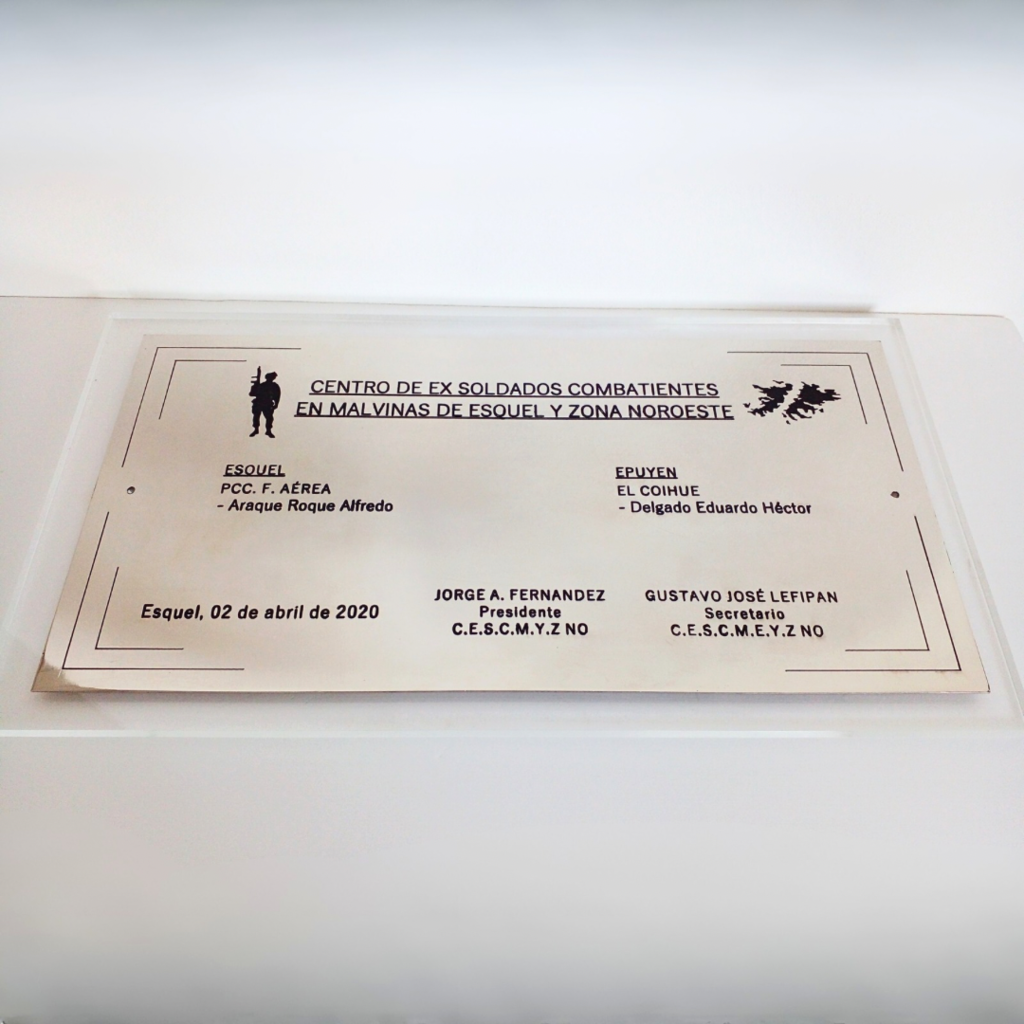 CENTRO DE EX SOLDADOS COMBATIENTES
EN MALVINAS DE ESQUEL Y ZONA NOROESTE
ESQUEL
PCC. F. AÉREA
- Araque Roque Alfredo
EPUYEN
EL COIHUE
- Delgado Eduardo Héctor
Esquel, 02 de abril de 2020
JORGE A. FERNANDEZ
Presidente
C.E.S.C.M.Y.Z NO
GUSTAVO JOSÉ LEFIPAN
Secretario
C.E.S.C.M.E.Y.Z NO